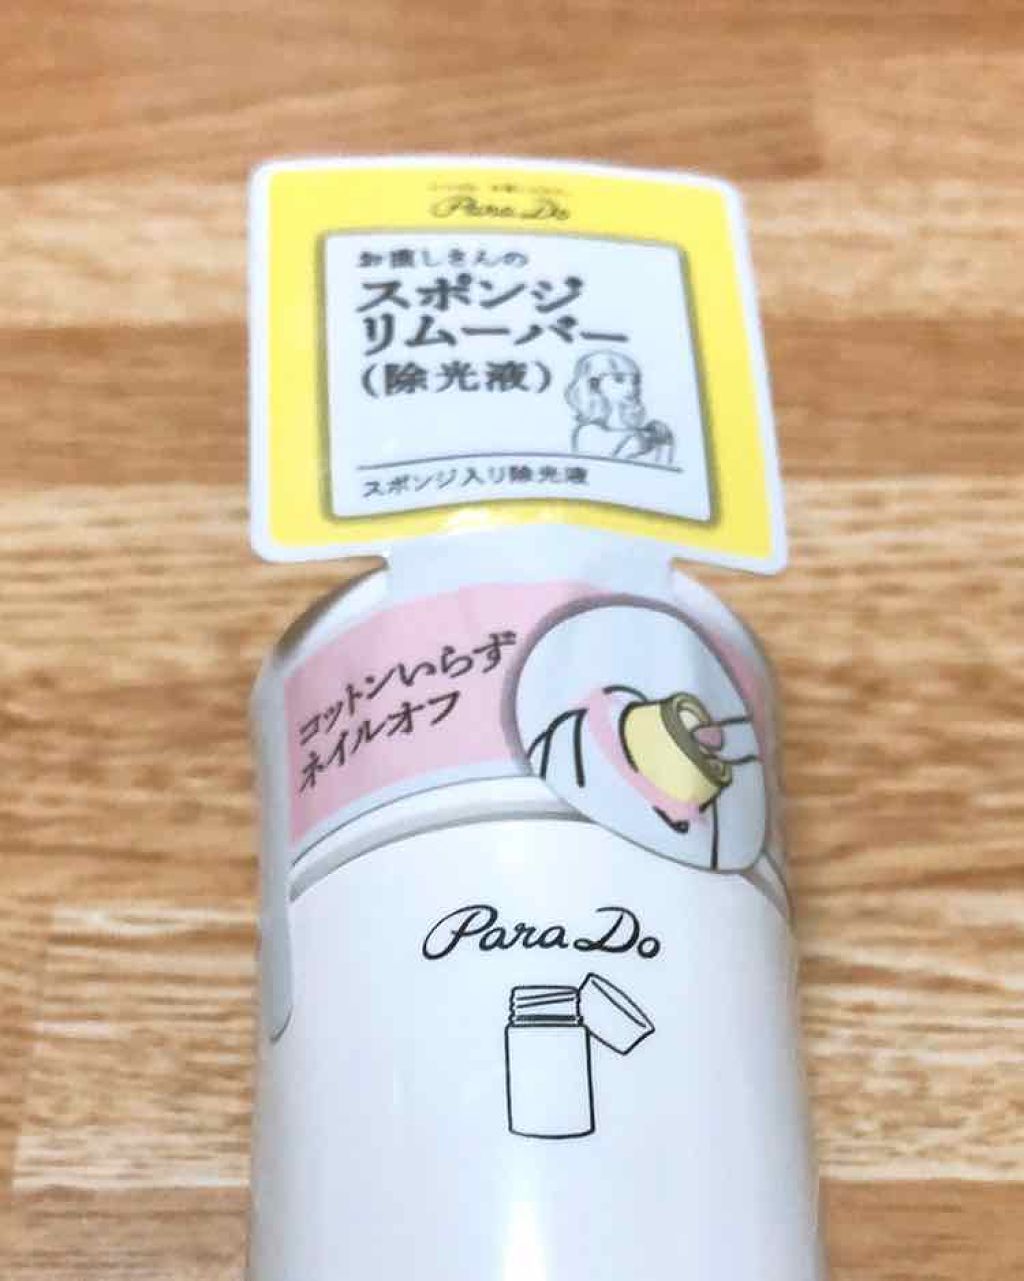 Para Do
お直しさんの
スポンジ
リムーバー
(除光液)
スポンジ入り除光液
コットンいらず
ネイルオフ
Para Do